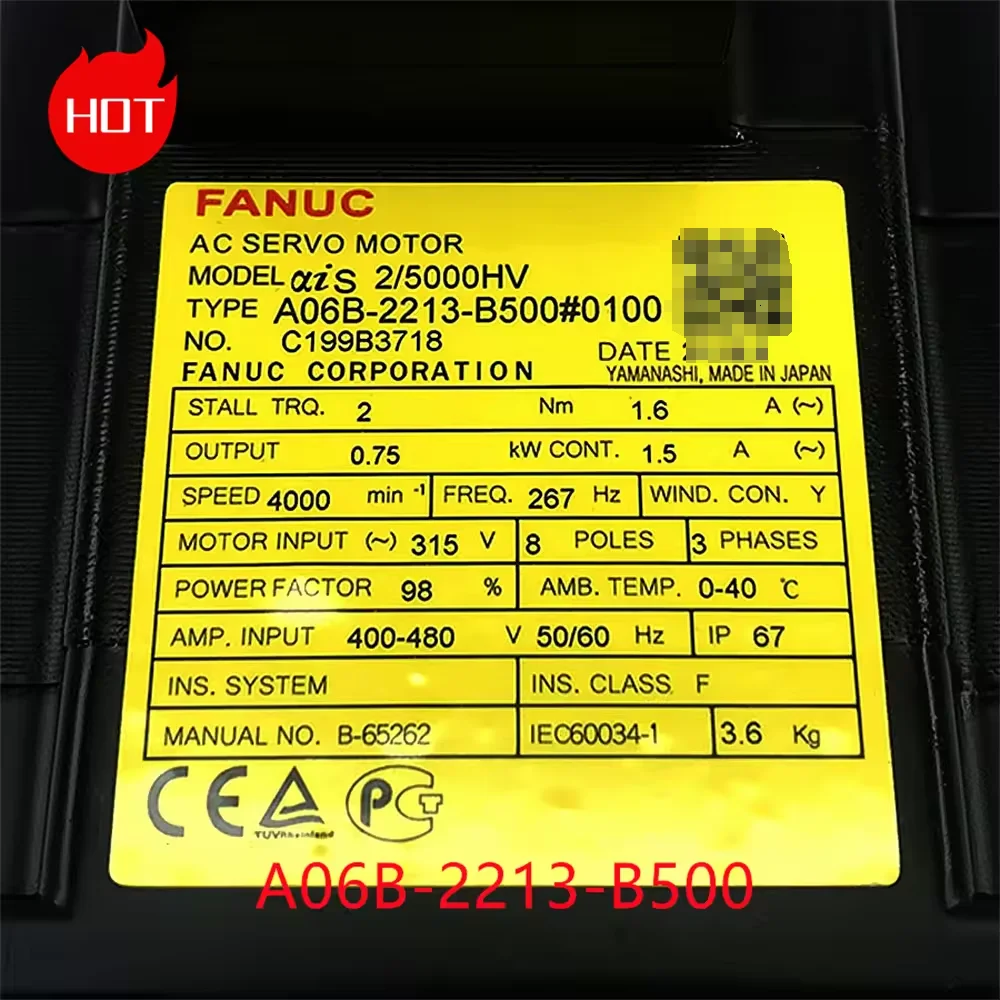 HOT
FANUC
AC SERVO MOTOR
MODEL αiS 2/5000HV
TYPE A06B-2213-B500#0100
NO. C199B3718
DATE 2
FANUC CORPORATION YAMANASHI, MADE IN JAPAN
STALL TRQ. 2 Nm 1.6 A (~)
OUTPUT 0.75 kW CONT. 1.5 A (~)
SPEED 4000 min -1 FREQ. 267 Hz WIND. CON. Y
MOTOR INPUT (~) 315 V 8 POLES 3 PHASES
POWER FACTOR 98 % AMB. TEMP. 0-40 ℃
AMP. INPUT 400-480 V 50/60 Hz IP 67
INS. SYSTEM INS. CLASS F
MANUAL NO. B-65262 IEC60034-1 3.6 Kg
CE TUVRheinland PCT
A06B-2213-B500